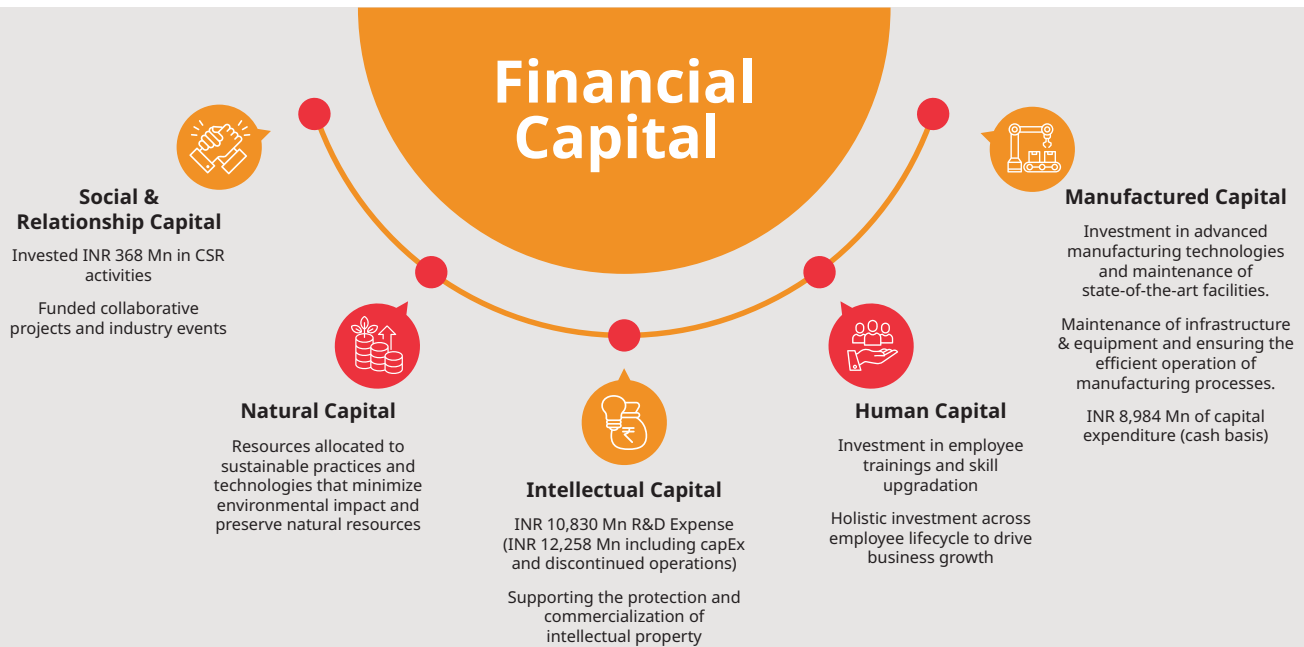 Financial
Capital
Social &
Relationship Capital
Invested INR 368 Mn in CSR
activities
Funded collaborative
projects and industry events
Natural Capital
Resources allocated to
sustainable practices and
technologies that minimize
environmental impact and
preserve natural resources
₹
Intellectual Capital
INR 10,830 Mn R&D Expense
(INR 12,258 Mn including capEx
and discontinued operations)
Supporting the protection and
commercialization of
intellectual property
Human Capital
Investment in employee
trainings and skill
upgradation
Holistic investment across
employee lifecycle to drive
business growth
Manufactured Capital
Investment in advanced
manufacturing technologies
and maintenance of
state-of-the-art facilities.
Maintenance of infrastructure
& equipment and ensuring the
efficient operation of
manufacturing processes.
INR 8,984 Mn of capital
expenditure (cash basis)